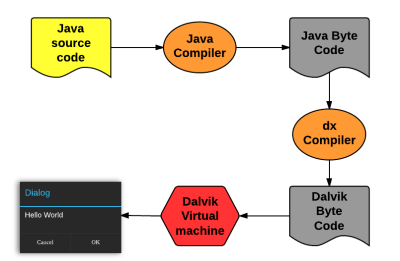 Java
source
code
Java
Compiler
Java Byte
Code
dx
Compiler
Dalvik
Byte
Code
Dalvik
Virtual
machine
Dialog
Hello World
Cancel OK